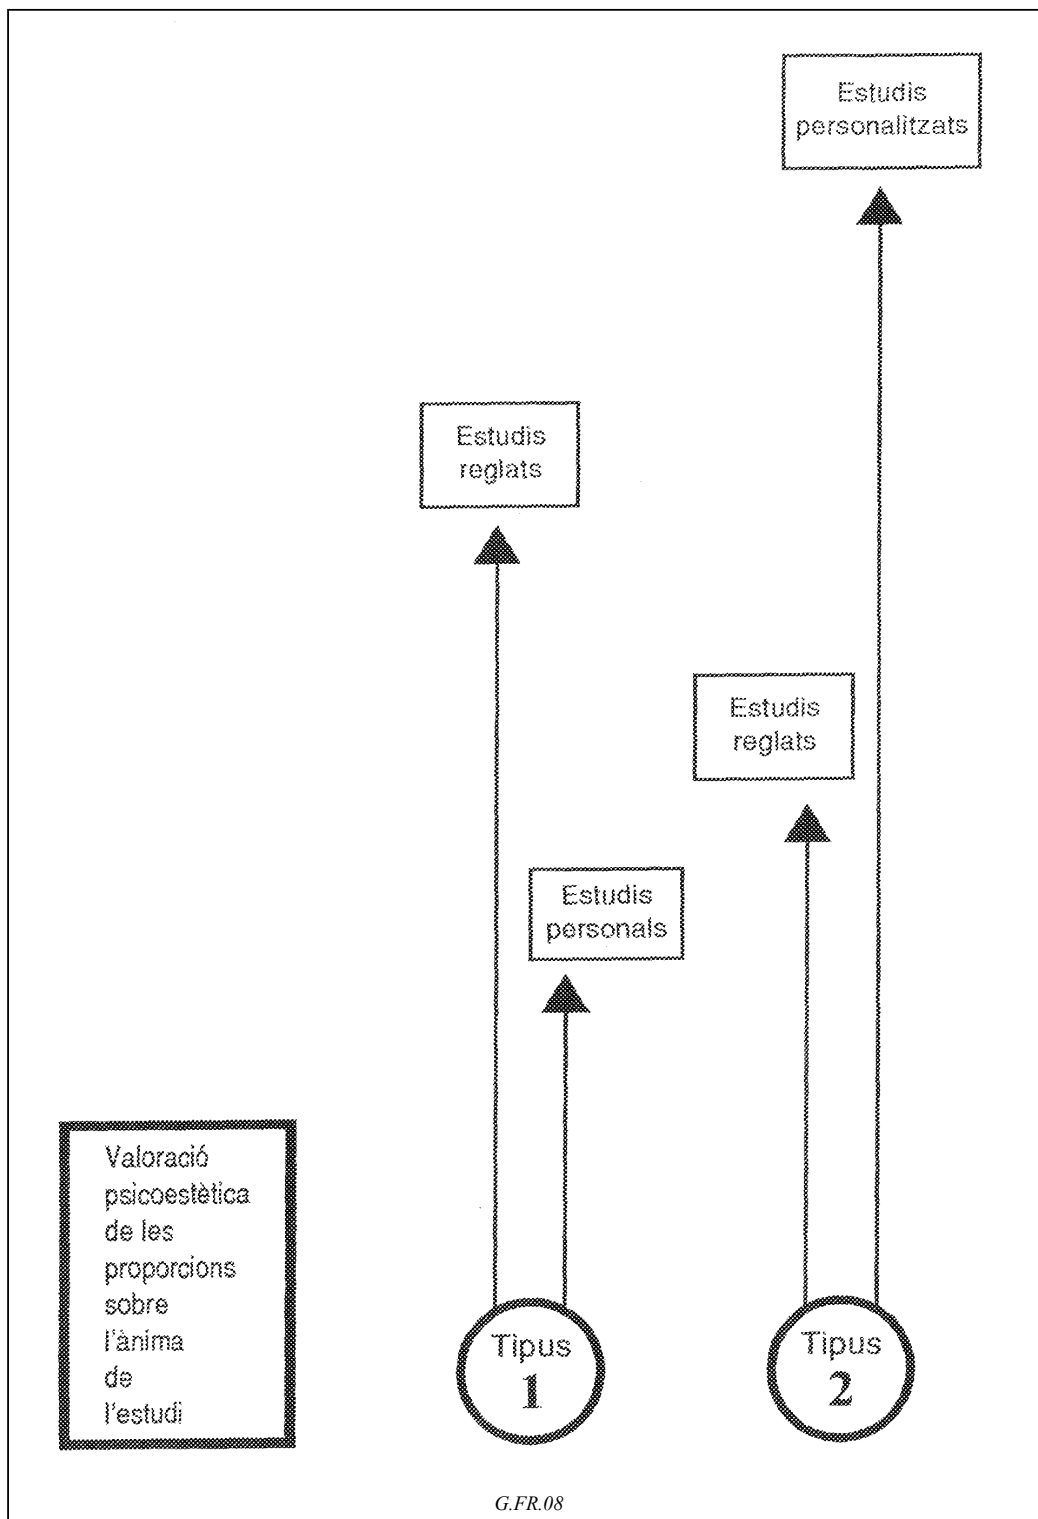 Estudis
personalitzats
Estudis
reglats
Estudis
reglats
Estudis
personals
Valoració
psicoestètica
de les
proporcions
sobre
l'ànima
de
l'estudi
Tipus
1
Tipus
2
G.FR.08